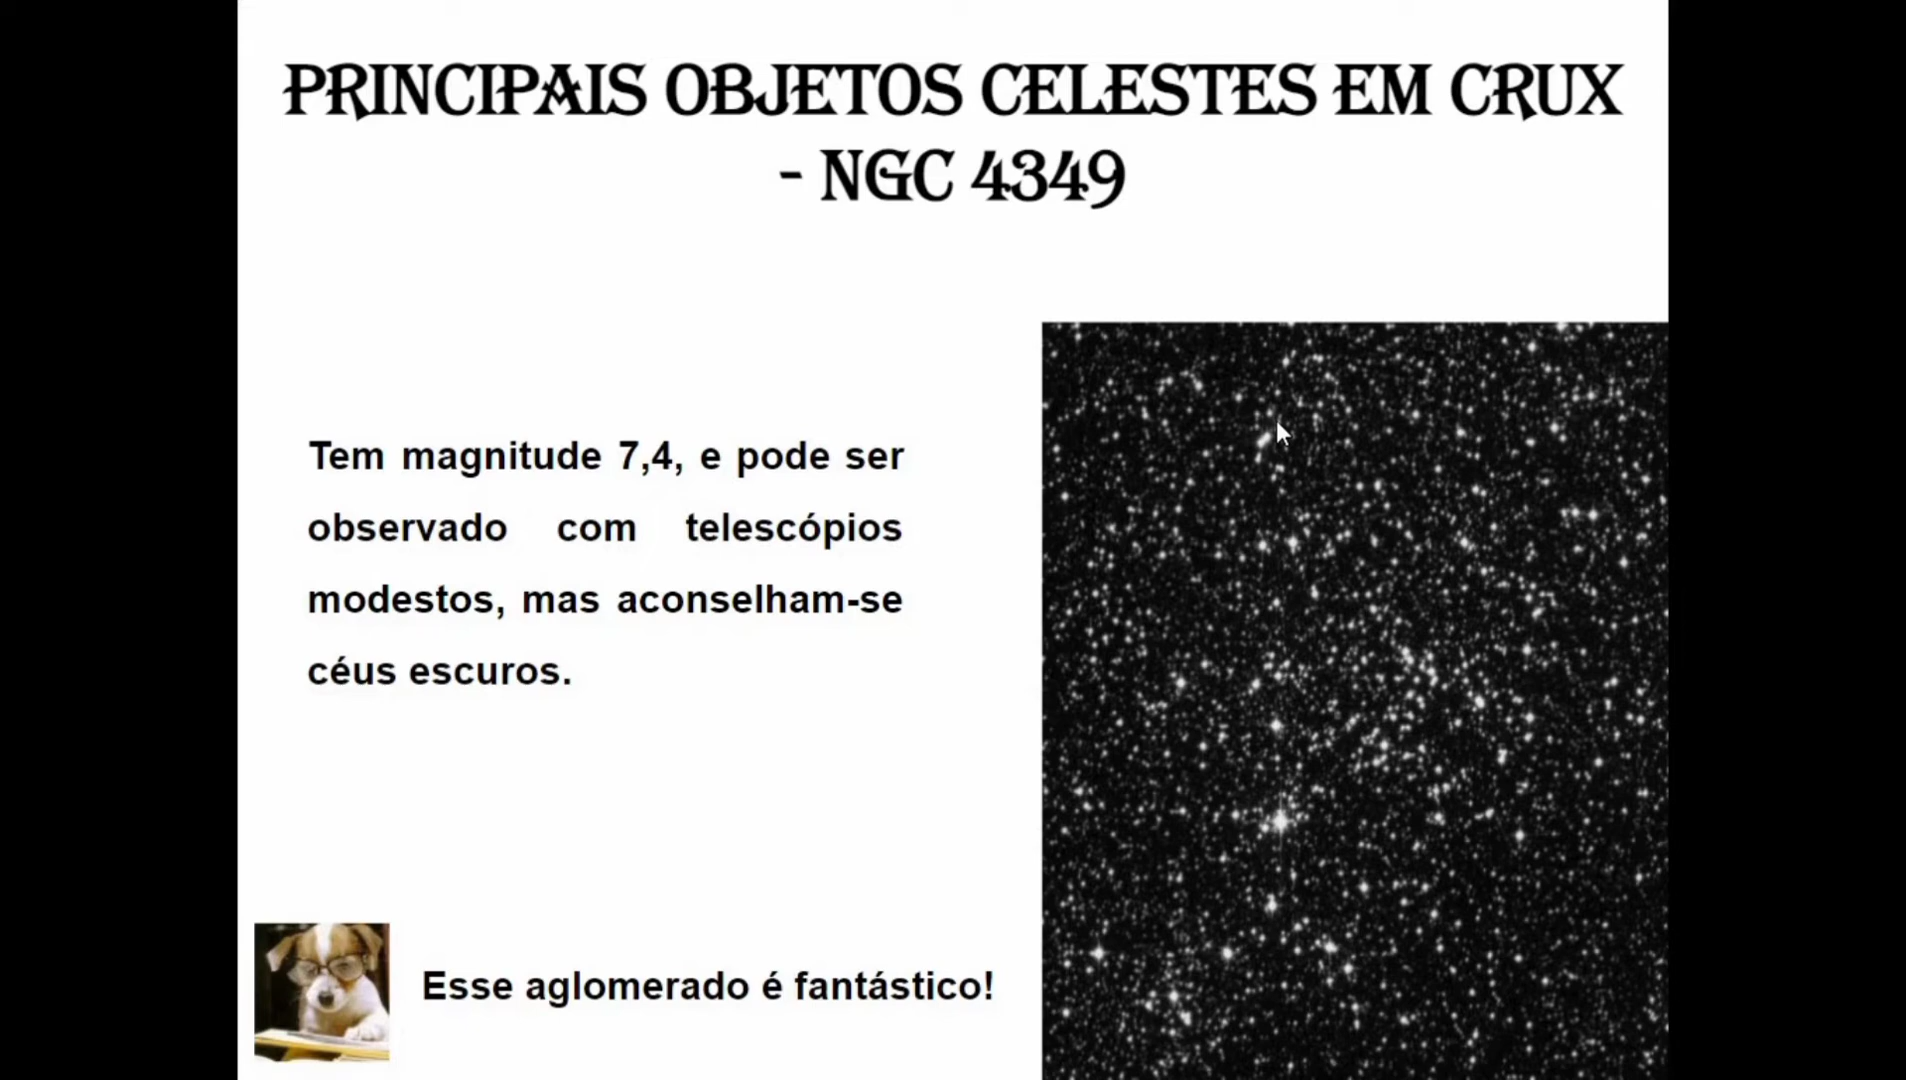 PRINCIPAIS OBJETOS CELESTES EM CRUX
- NGC 4349
Tem magnitude 7,4, e pode ser
observado com telescópios
modestos, mas aconselham-se
céus escuros.
Esse aglomerado é fantástico!